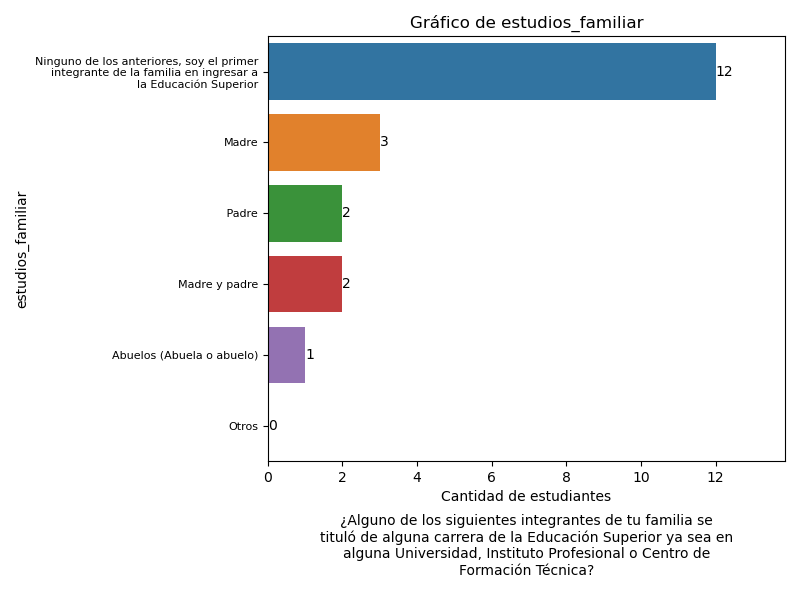 Gráfico de estudios_familiar
estudios_familiar
Ninguno de los anteriores, soy el primer
integrante de la familia en ingresar a
la Educación Superior
12
Madre
3
Padre
2
Madre y padre
2
Abuelos (Abuela o abuelo)
1
Otros
0
0 2 4 6 8 10 12
Cantidad de estudiantes
¿Alguno de los siguientes integrantes de tu familia se
tituló de alguna carrera de la Educación Superior ya sea en
alguna Universidad, Instituto Profesional o Centro de
Formación Técnica?